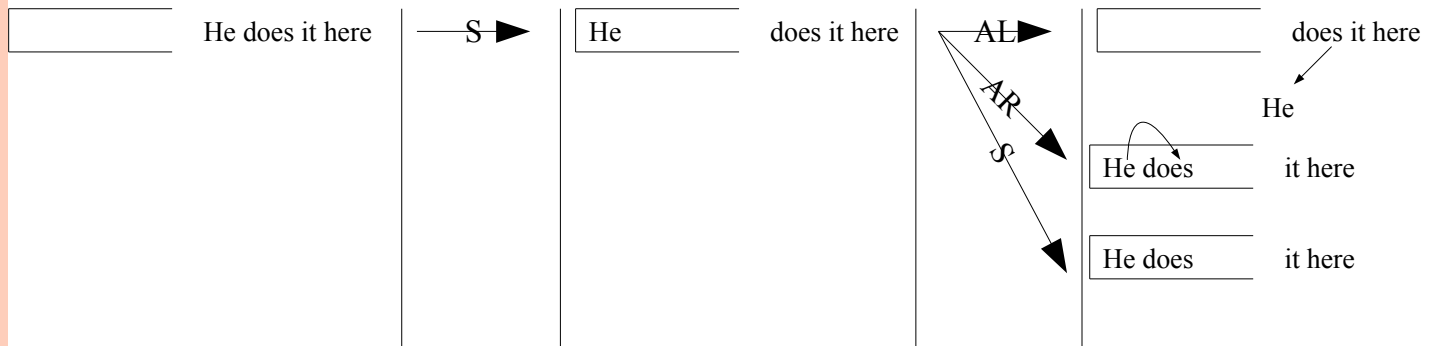 He does it here
S
He
does it here
AL
does it here
He
AR
S
He does
it here
He does
it here